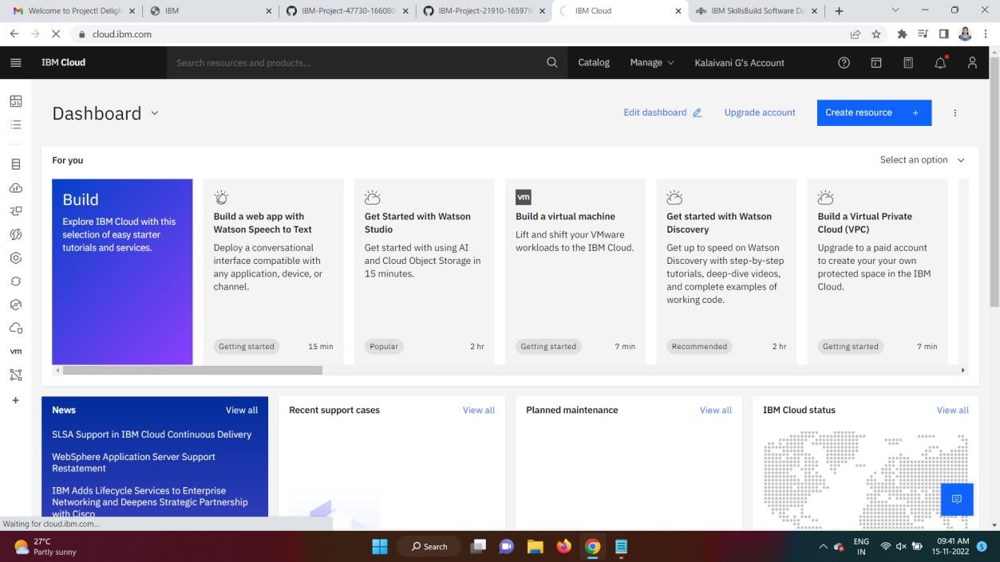 Welcome to Project! Deligh
IBM
IBM-Project-47730-166080
IBM-Project-21910-165979
IBM Cloud
IBM SkillsBuild Software Do
cloud.ibm.com
IBM Cloud
Search resources and products...
Catalog
Manage
Kalaivani G's Account
Dashboard
Edit dashboard
Upgrade account
Create resource +
For you
Select an option
Build
Explore IBM Cloud with this
selection of easy starter
tutorials and services.
Build a web app with
Watson Speech to Text
Deploy a conversational
interface compatible with
any application, device, or
channel.
Getting started
15 min
Get Started with Watson
Studio
Get started with using AI
and Cloud Object Storage in
15 minutes.
Popular
2 hr
vm
Build a virtual machine
Lift and shift your VMware
workloads to the IBM Cloud.
Getting started
7 min
Get started with Watson
Discovery
Get up to speed on Watson
Discovery with step-by-step
tutorials, deep-dive videos,
and complete examples of
working code.
Recommended
2 hr
Build a Virtual Private
Cloud (VPC)
Upgrade to a paid account
to create your your own
protected space in the IBM
Cloud.
Getting started
7 min
vm
News
View all
SLSA Support in IBM Cloud Continuous Delivery
WebSphere Application Server Support
Restatement
IBM Adds Lifecycle Services to Enterprise
Networking and Deepens Strategic Partnership
with Cisco
Recent support cases
View all
Planned maintenance
View all
IBM Cloud status
View all
Waiting for cloud.ibm.com...
27°C
Partly sunny
Search
ENG
IN
09:41 AM
15-11-2022
5